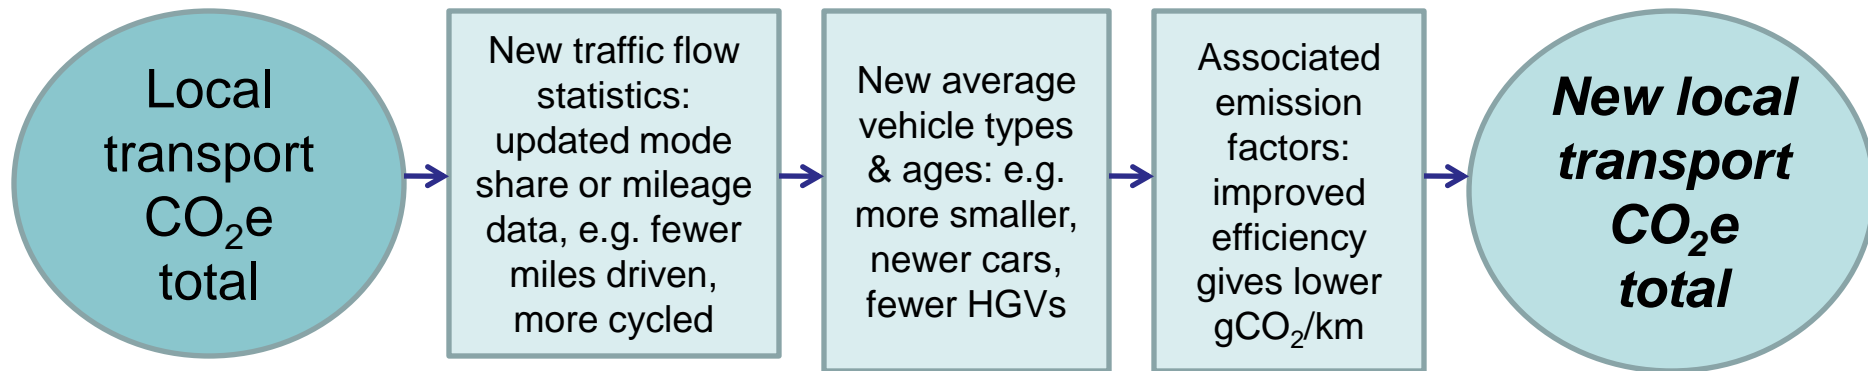 Local
transport
CO₂e
total
New traffic flow
statistics:
updated mode
share or mileage
data, e.g. fewer
miles driven,
more cycled
New average
vehicle types
& ages: e.g.
more smaller,
newer cars,
fewer HGVs
Associated
emission
factors:
improved
efficiency
gives lower
gCO₂/km
New local
transport
CO₂e
total